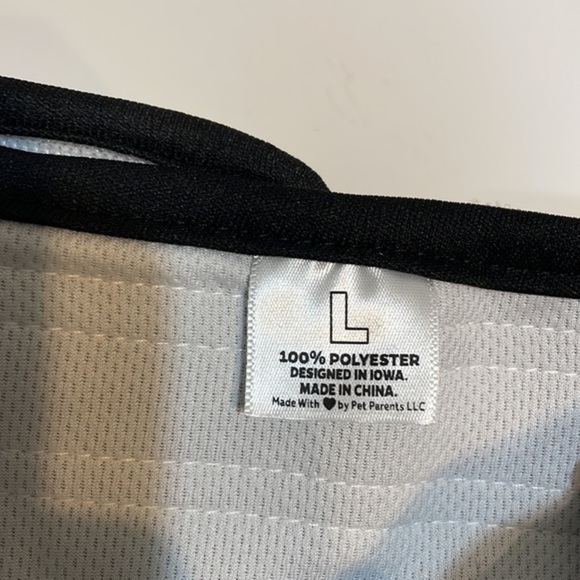 L
100% POLYESTER
DESIGNED IN IOWA.
MADE IN CHINA.
Made With ♥ by Pet Parents LLC